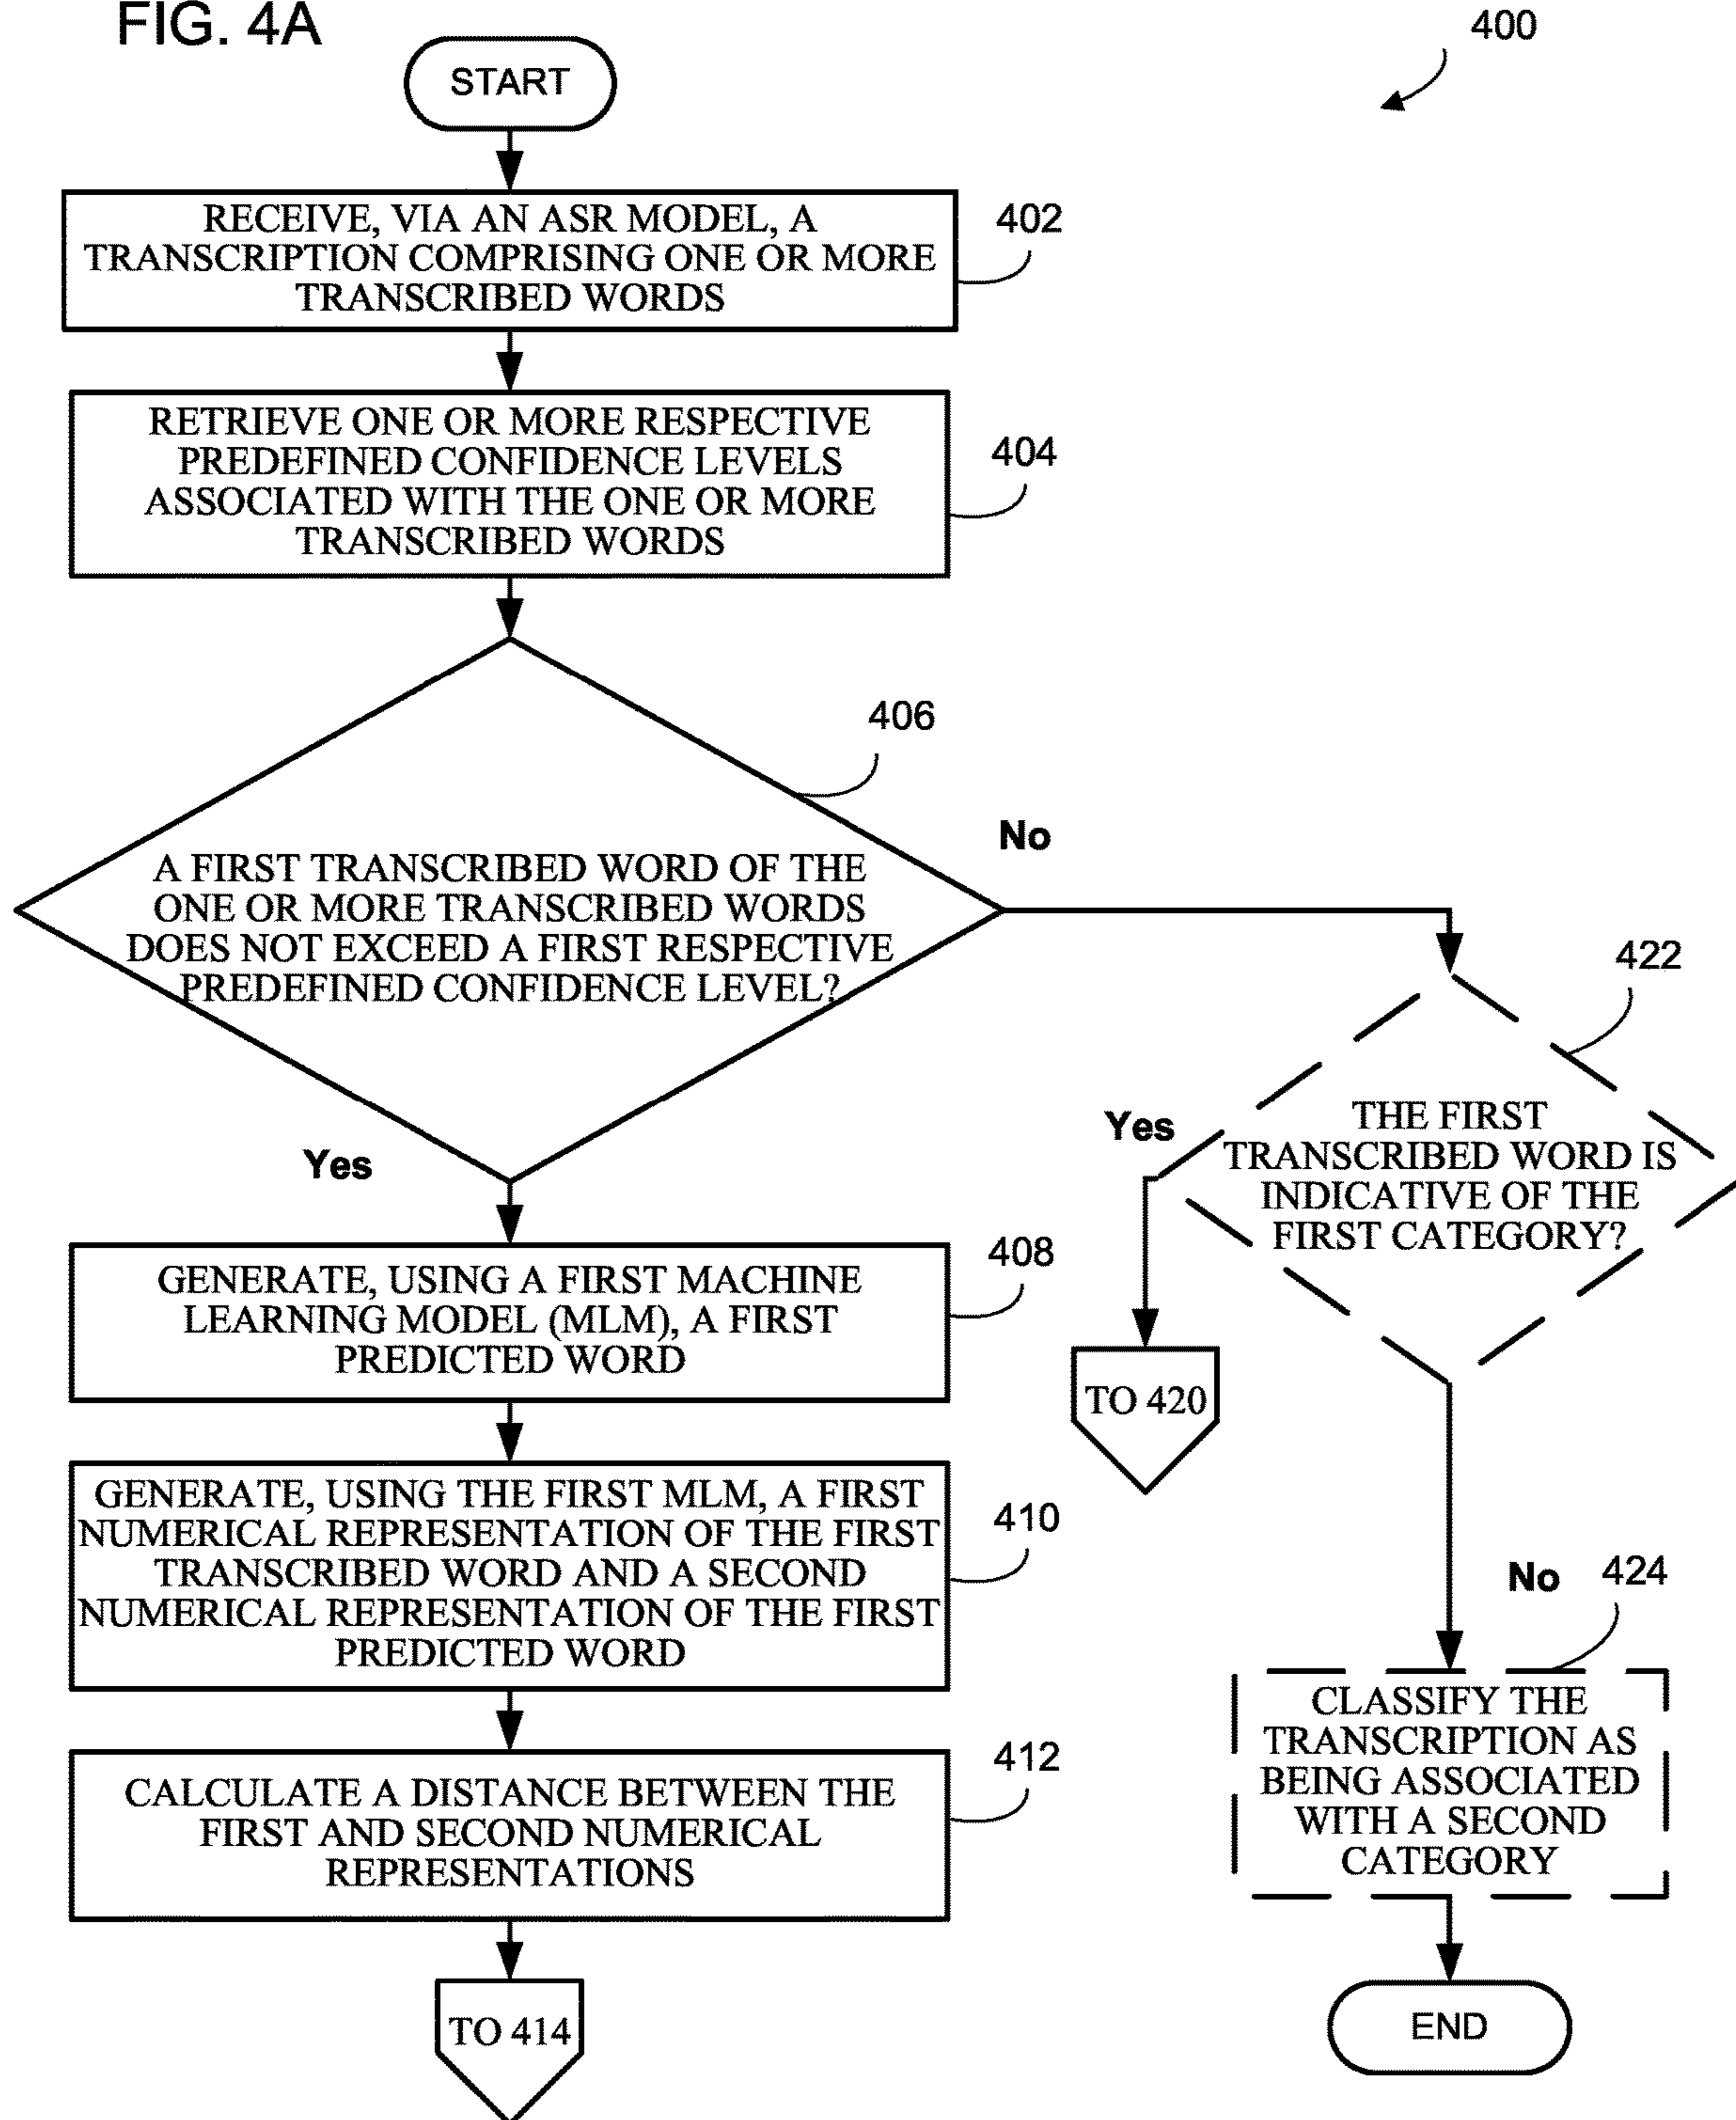 FIG. 4A
400
START
RECEIVE, VIA AN ASR MODEL, A
TRANSCRIPTION COMPRISING ONE OR MORE
TRANSCRIBED WORDS
402
RETRIEVE ONE OR MORE RESPECTIVE
PREDEFINED CONFIDENCE LEVELS
ASSOCIATED WITH THE ONE OR MORE
TRANSCRIBED WORDS
404
406
A FIRST TRANSCRIBED WORD OF THE
ONE OR MORE TRANSCRIBED WORDS
DOES NOT EXCEED A FIRST RESPECTIVE
PREDEFINED CONFIDENCE LEVEL?
No
Yes
422
THE FIRST
TRANSCRIBED WORD IS
INDICATIVE OF THE
FIRST CATEGORY?
Yes
TO 420
No
GENERATE, USING A FIRST MACHINE
LEARNING MODEL (MLM), A FIRST
PREDICTED WORD
408
GENERATE, USING THE FIRST MLM, A FIRST
NUMERICAL REPRESENTATION OF THE FIRST
TRANSCRIBED WORD AND A SECOND
NUMERICAL REPRESENTATION OF THE FIRST
PREDICTED WORD
410
CALCULATE A DISTANCE BETWEEN THE
FIRST AND SECOND NUMERICAL
REPRESENTATIONS
412
TO 414
424
CLASSIFY THE
TRANSCRIPTION AS
BEING ASSOCIATED
WITH A SECOND
CATEGORY
END